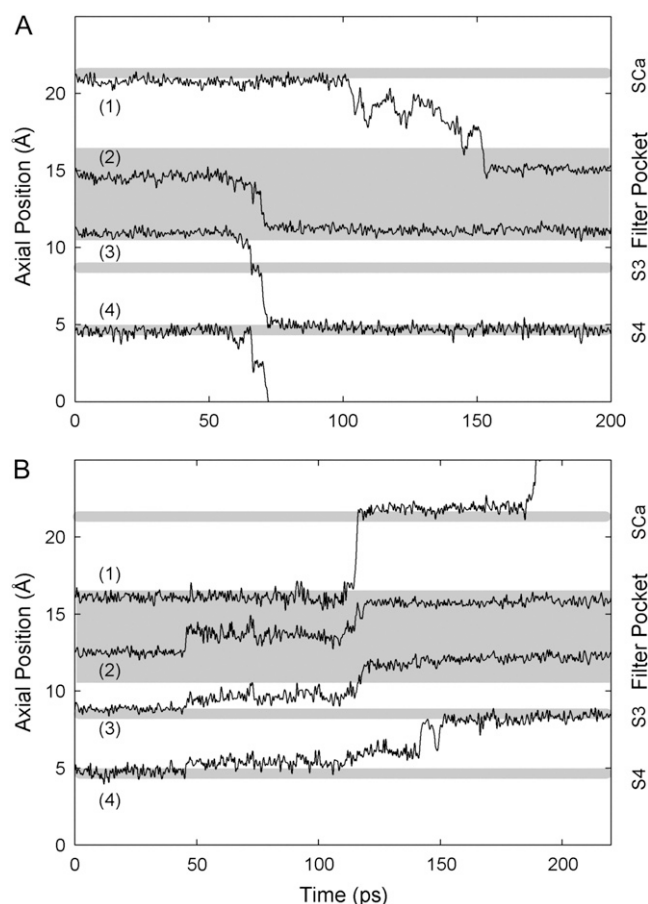 A
Axial Position (Å)
20
15
10
5
0
(1)
(2)
(3)
(4)
SCa
Filter Pocket
S3
S4
0
50
100
150
200
B
Axial Position (Å)
20
15
10
5
0
(1)
(2)
(3)
(4)
SCa
Filter Pocket
S3
S4
0
50
100
150
200
Time (ps)